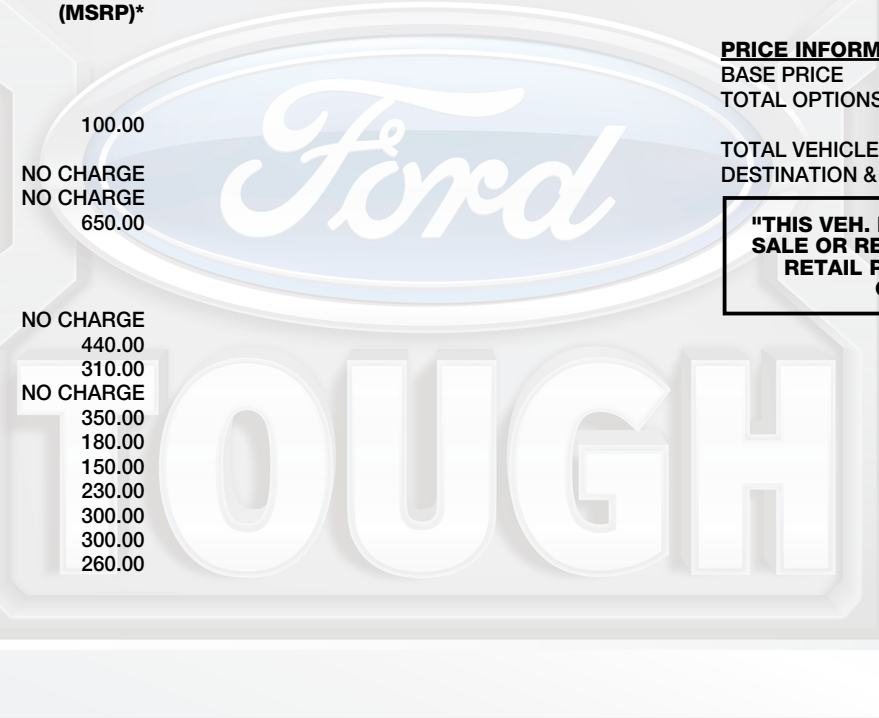 (MSRP)*
100.00
NO CHARGE
NO CHARGE
650.00
NO CHARGE
440.00
310.00
NO CHARGE
350.00
180.00
150.00
230.00
300.00
300.00
260.00
PRICE INFORM
BASE PRICE
TOTAL OPTIONS
TOTAL VEHICLE
DESTINATION &
"THIS VEH.
SALE OR RE
RETAIL P
Ford
TOUGH